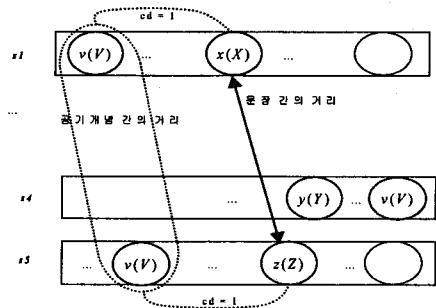 cd = 1
s1 v(V) ... x(X) ...
...
공기개념 간의 거리
문장 간의 거리
s4 ... y(Y) ... v(V)
s5 ... v(V) ... z(Z) ...
cd = 1